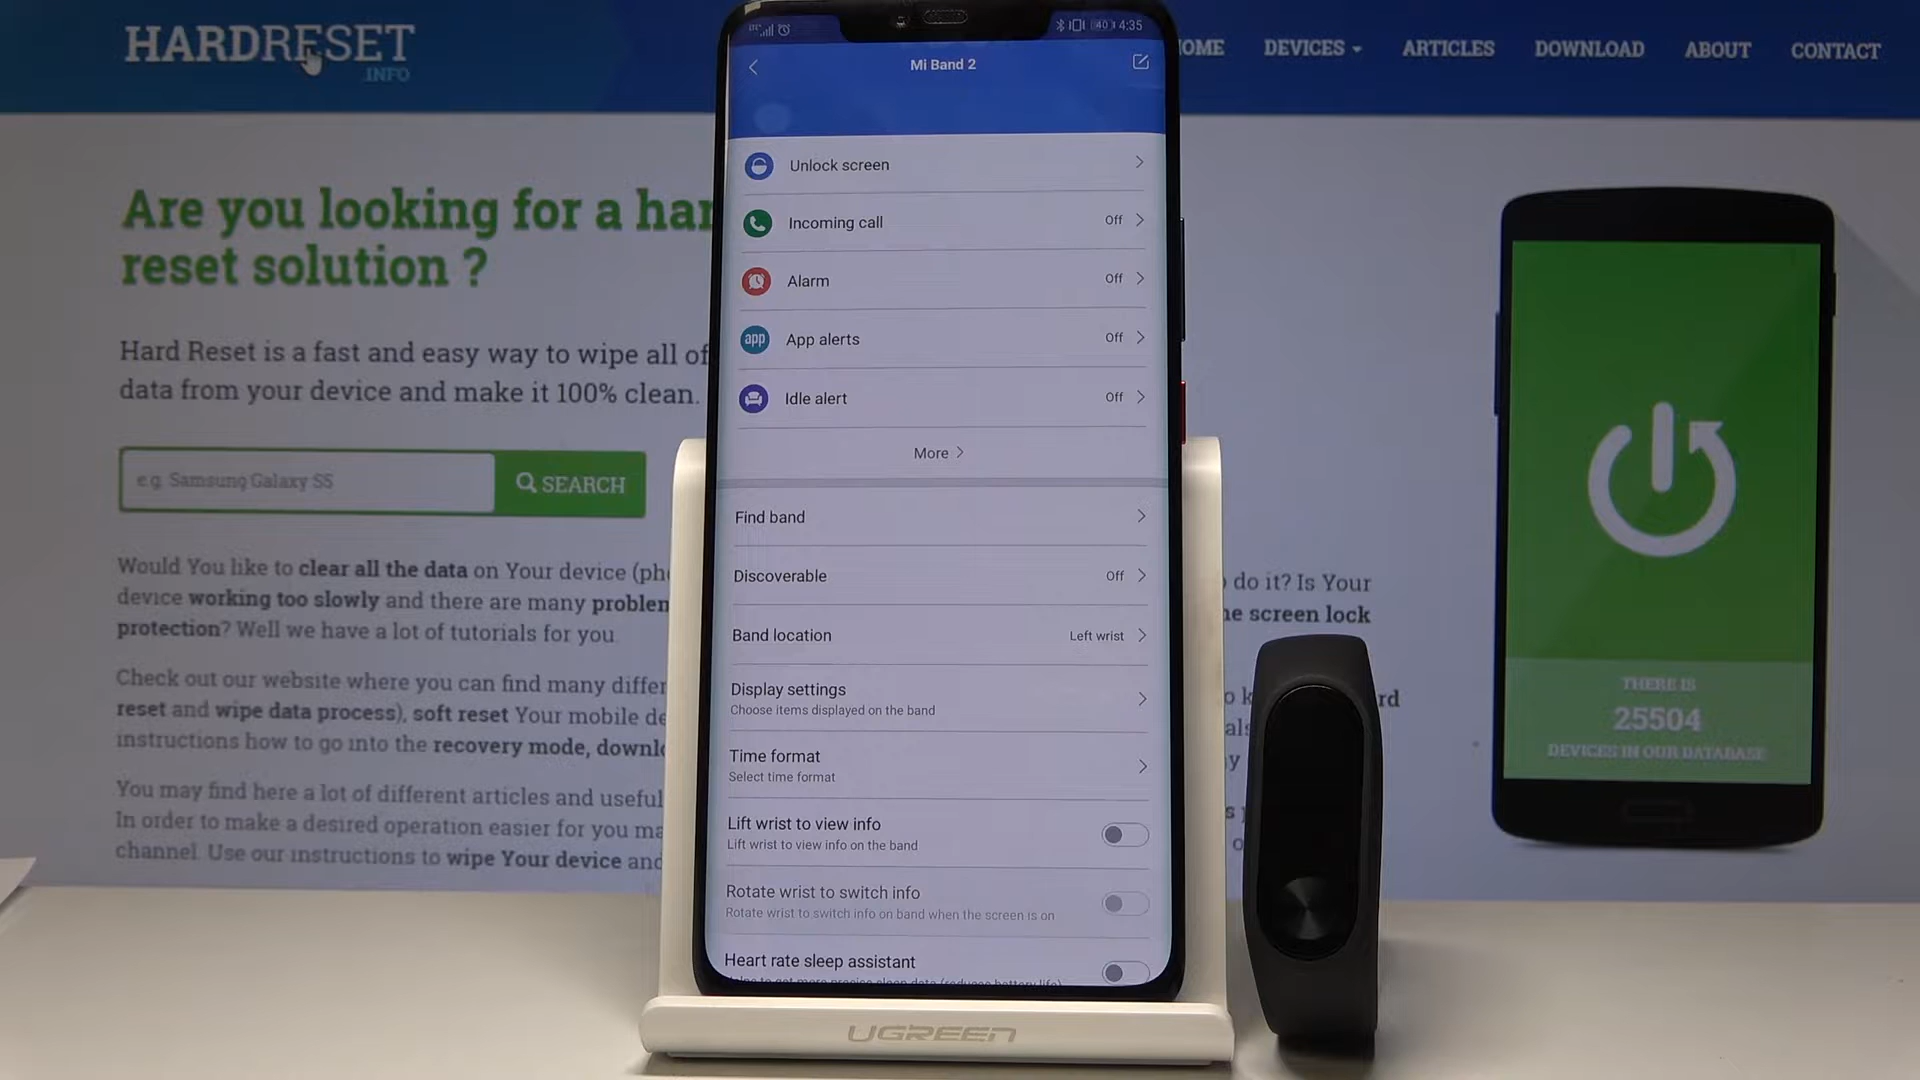 HARDRESET
.INFO
HOME DEVICES ARTICLES DOWNLOAD ABOUT CONTACT
Are you looking for a har
reset solution ?
Hard Reset is a fast and easy way to wipe all of
data from your device and make it 100% clean.
e.g. Samsung Galaxy S5
SEARCH
Would You like to clear all the data on Your device (ph
device working too slowly and there are many problem
protection? Well we have a lot of tutorials for you
Check out our website where you can find many differ
reset and wipe data process), soft reset Your mobile de
instructions how to go into the recovery mode, downlo
You may find here a lot of different articles and useful
In order to make a desired operation easier for you ma
channel. Use our instructions to wipe Your device and
do it? Is Your
screen lock
THERE IS
25504
DEVICES IN OUR DATABASE
40 4:35
Mi Band 2
Unlock screen
Incoming call Off
Alarm Off
app App alerts Off
Idle alert Off
More
Find band
Discoverable Off
Band location Left wrist
Display settings
Choose items displayed on the band
Time format
Select time format
Lift wrist to view info
Lift wrist to view info on the band
Rotate wrist to switch info
Rotate wrist to switch info on band when the screen is on
Heart rate sleep assistant
UGREEN